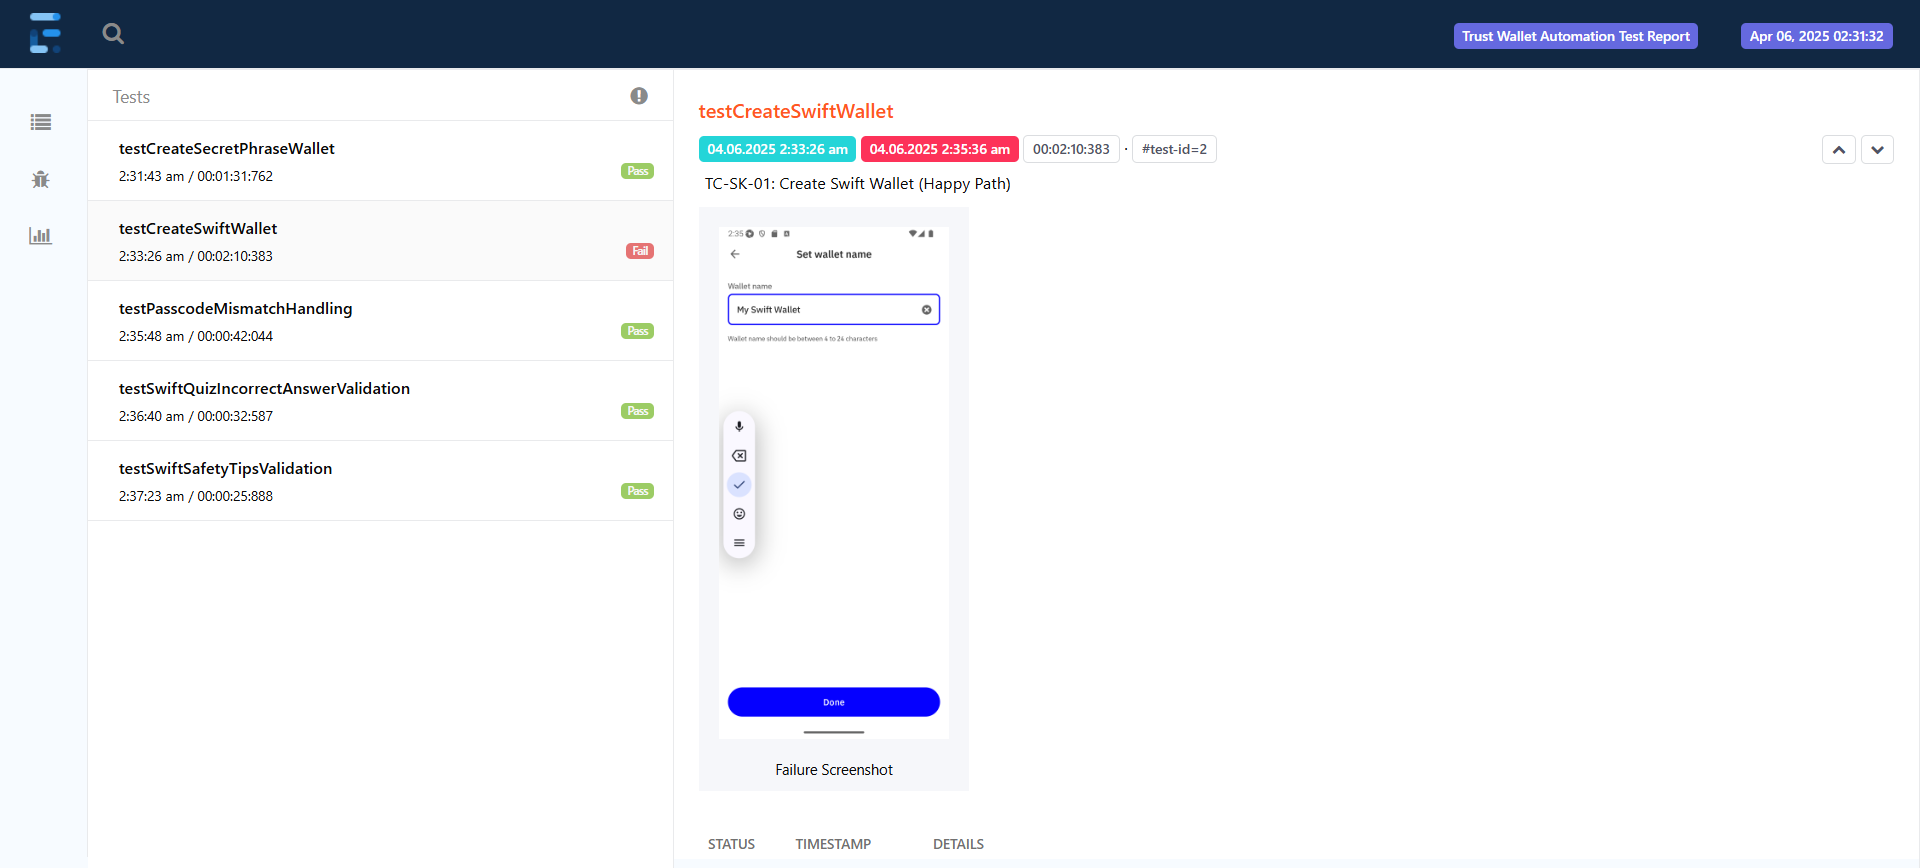 Trust Wallet Automation Test Report
Apr 06, 2025 02:31:32
Tests
testCreateSecretPhraseWallet
2:31:43 am / 00:01:31:762
Pass
testCreateSwiftWallet
2:33:26 am / 00:02:10:383
Fail
testPasscodeMismatchHandling
2:35:48 am / 00:00:42:044
Pass
testSwiftQuizIncorrectAnswerValidation
2:36:40 am / 00:00:32:587
Pass
testSwiftSafetyTipsValidation
2:37:23 am / 00:00:25:888
Pass
testCreateSwiftWallet
04.06.2025 2:33:26 am 04.06.2025 2:35:36 am 00:02:10:383 · #test-id=2
TC-SK-01: Create Swift Wallet (Happy Path)
2:35
Set wallet name
Wallet name
My Swift Wallet
Wallet name should be between 4 to 24 characters
Done
Failure Screenshot
STATUS TIMESTAMP DETAILS